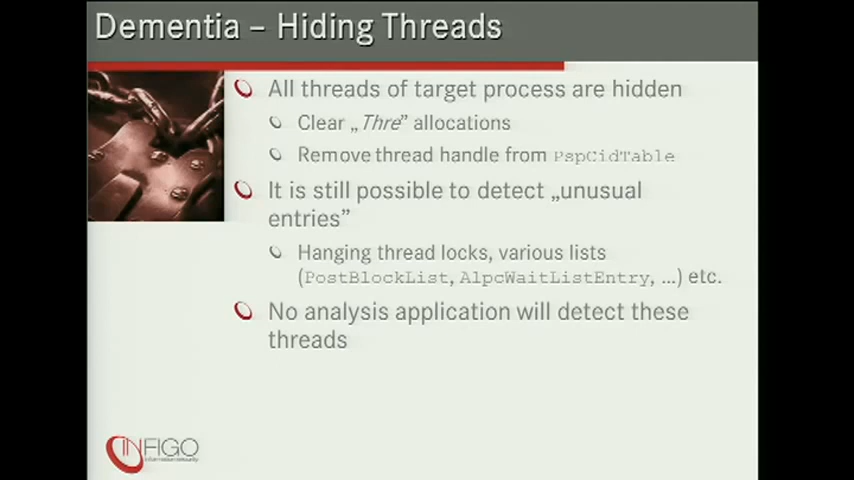 Dementia – Hiding Threads
All threads of target process are hidden
Clear „Thre” allocations
Remove thread handle from PspCidTable
It is still possible to detect „unusual
entries”
Hanging thread locks, various lists
(PostBlockList, AlpcWaitListEntry, ...) etc.
No analysis application will detect these
threads
INFIGO